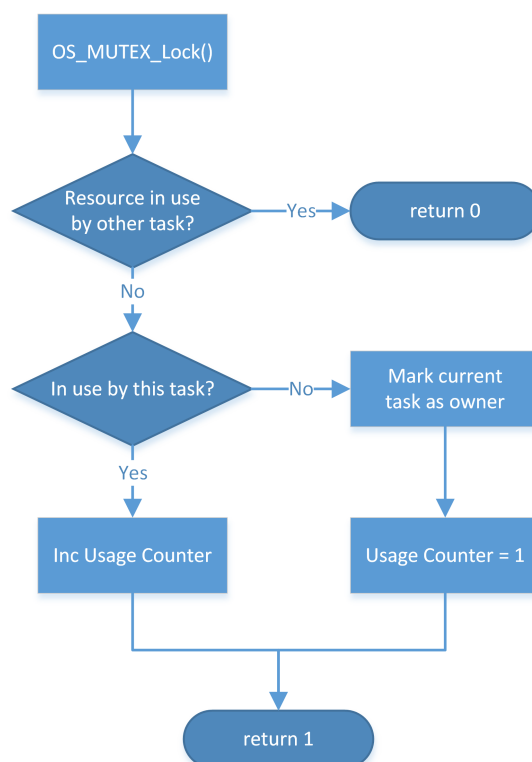 OS_MUTEX_Lock()
Resource in use
by other task?
Yes
return 0
No
In use by this task?
No
Mark current
task as owner
Yes
Inc Usage Counter
Usage Counter = 1
return 1